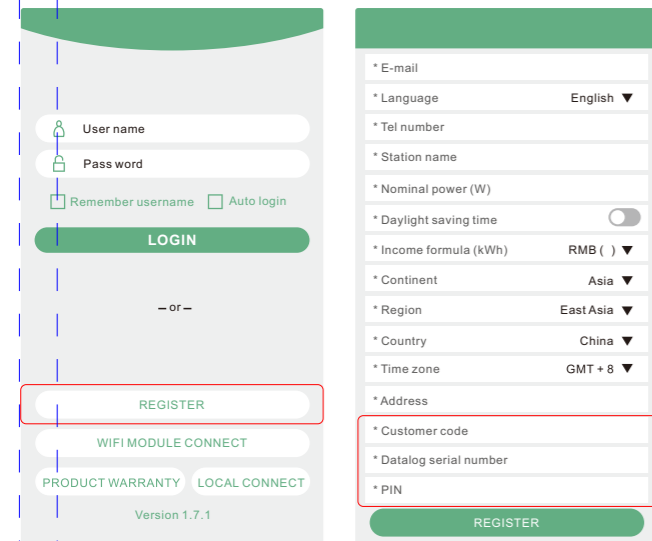 User name
Pass word
Remember username
Auto login
LOGIN
– or –
REGISTER
WIFI MODULE CONNECT
PRODUCT WARRANTY
LOCAL CONNECT
Version 1.7.1
* E-mail
* Language English ▼
* Tel number
* Station name
* Nominal power (W)
* Daylight saving time
* Income formula (kWh) RMB ( ) ▼
* Continent Asia ▼
* Region East Asia ▼
* Country China ▼
* Time zone GMT + 8 ▼
* Address
* Customer code
* Datalog serial number
* PIN
REGISTER